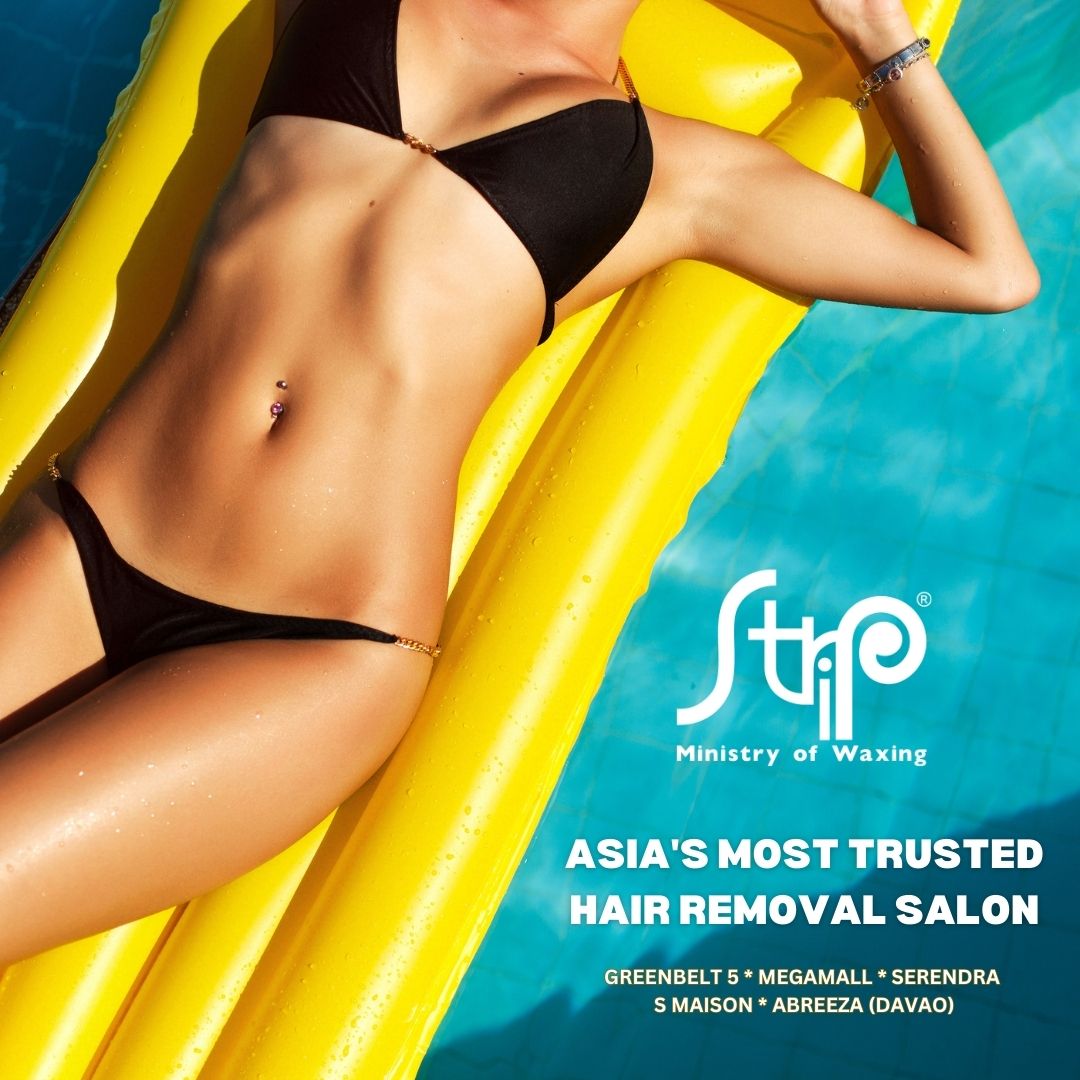 Strip®
Ministry of Waxing
ASIA'S MOST TRUSTED
HAIR REMOVAL SALON
GREENBELT 5 * MEGAMALL * SERENDRA
S MAISON * ABREEZA (DAVAO)